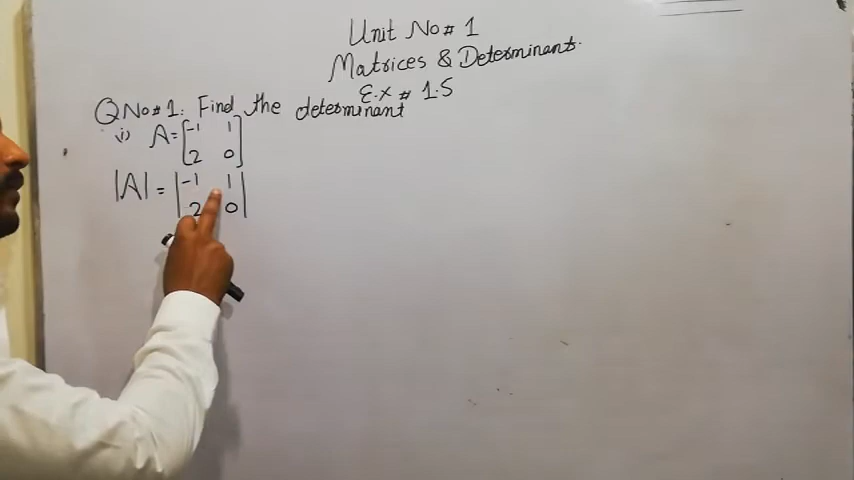 Unit No# 1
Matrices & Determinant.
E.x # 1.5
QNo#1: Find the determinant
i) A=[-1 1
2 0]
|A| = |-1 1
2 0|